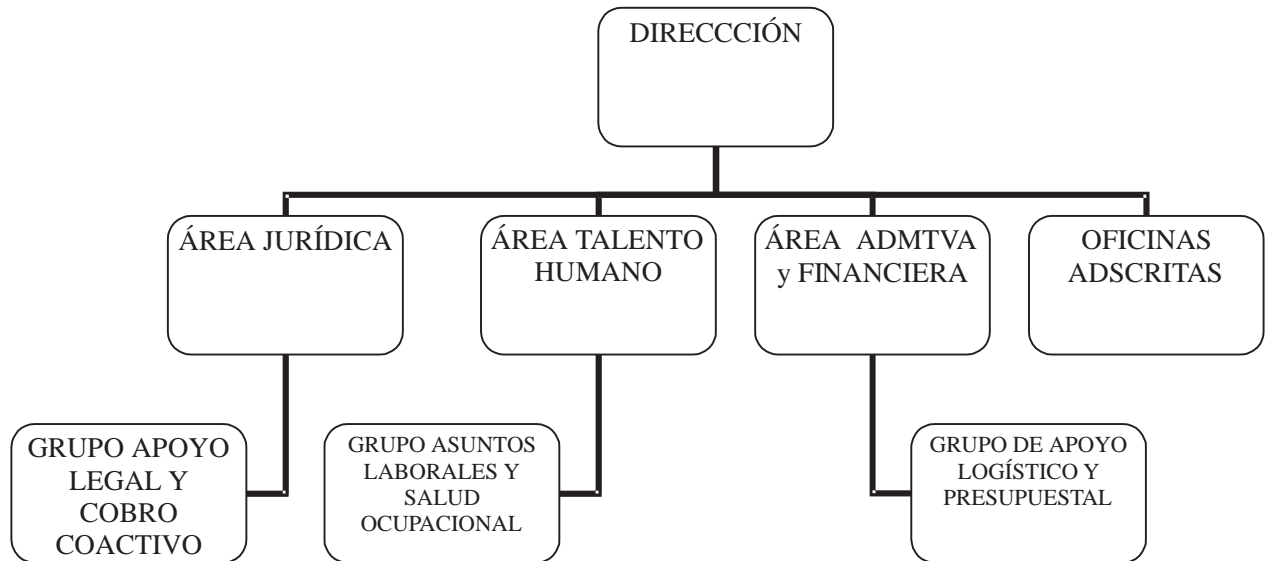 DIRECCCIÓN
ÁREA JURÍDICA
ÁREA TALENTO
HUMANO
ÁREA ADMTVA
y FINANCIERA
OFICINAS
ADSCRITAS
GRUPO APOYO
LEGAL Y
COBRO
COACTIVO
GRUPO ASUNTOS
LABORALES Y
SALUD
OCUPACIONAL
GRUPO DE APOYO
LOGÍSTICO Y
PRESUPUESTAL